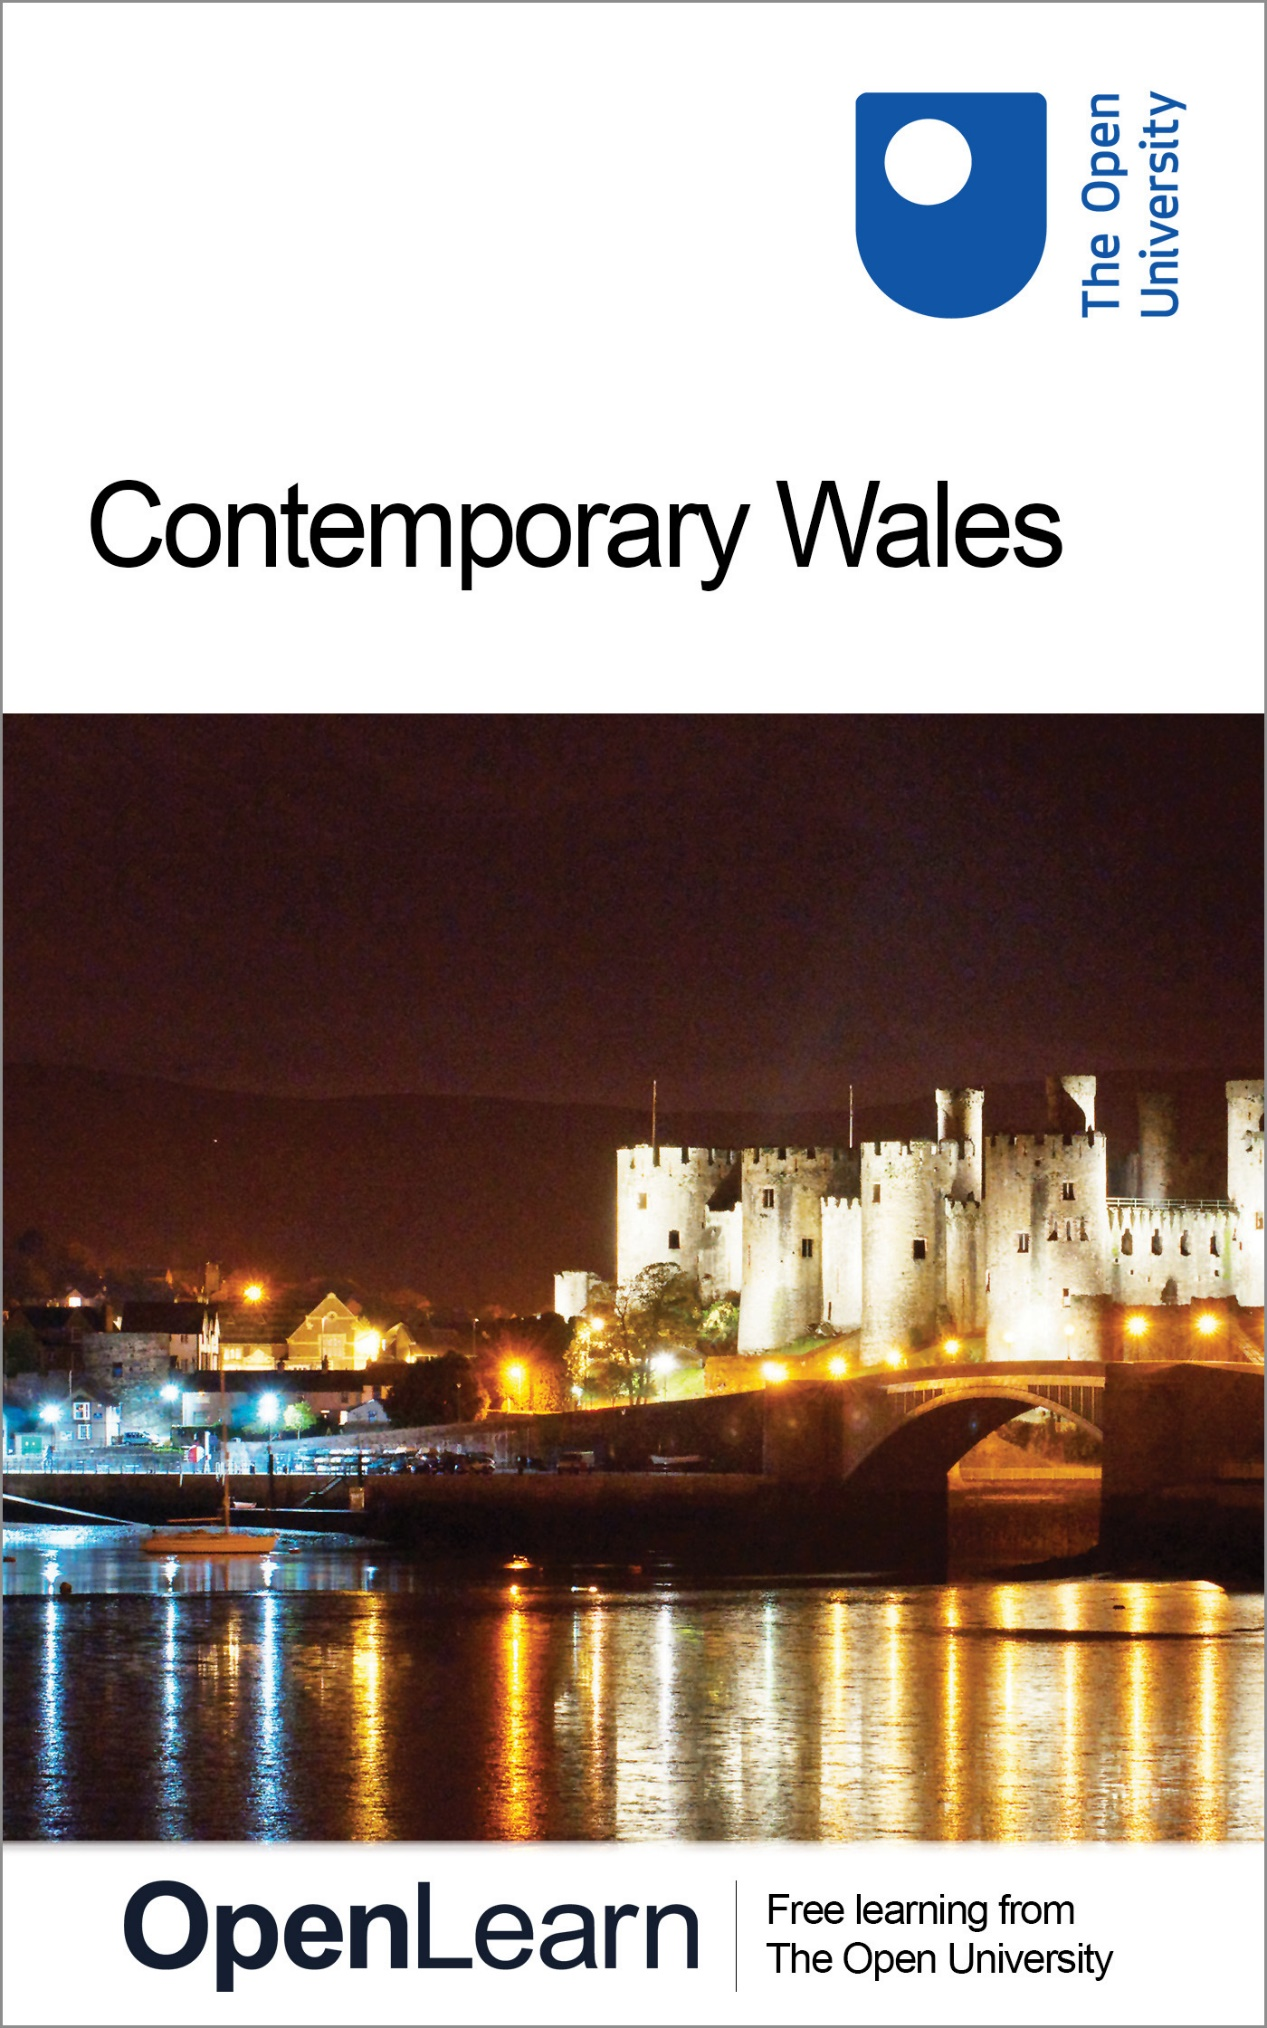 The Open
University
Contemporary Wales
OpenLearn
Free learning from
The Open University